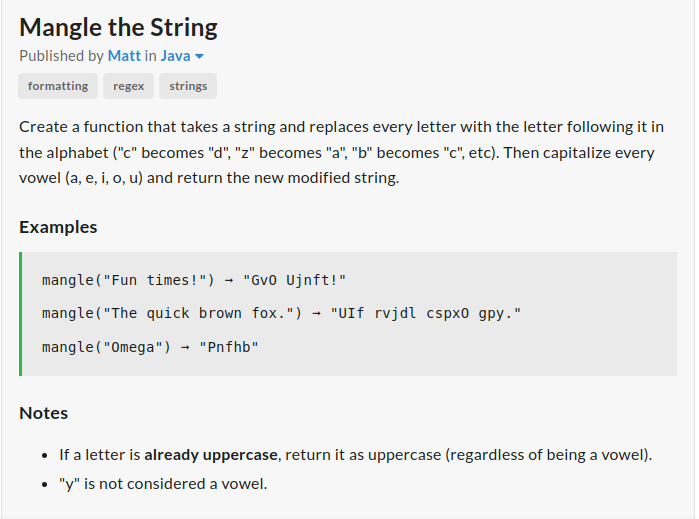 Mangle the String
Published by Matt in Java
formatting regex strings
Create a function that takes a string and replaces every letter with the letter following it in
the alphabet ("c" becomes "d", "z" becomes "a", "b" becomes "c", etc). Then capitalize every
vowel (a, e, i, o, u) and return the new modified string.
Examples
mangle("Fun times!") → "GvO Ujnft!"
mangle("The quick brown fox.") → "UIf rvjdl cspxO gpy."
mangle("Omega") → "Pnfhb"
Notes
• If a letter is already uppercase, return it as uppercase (regardless of being a vowel).
• "y" is not considered a vowel.